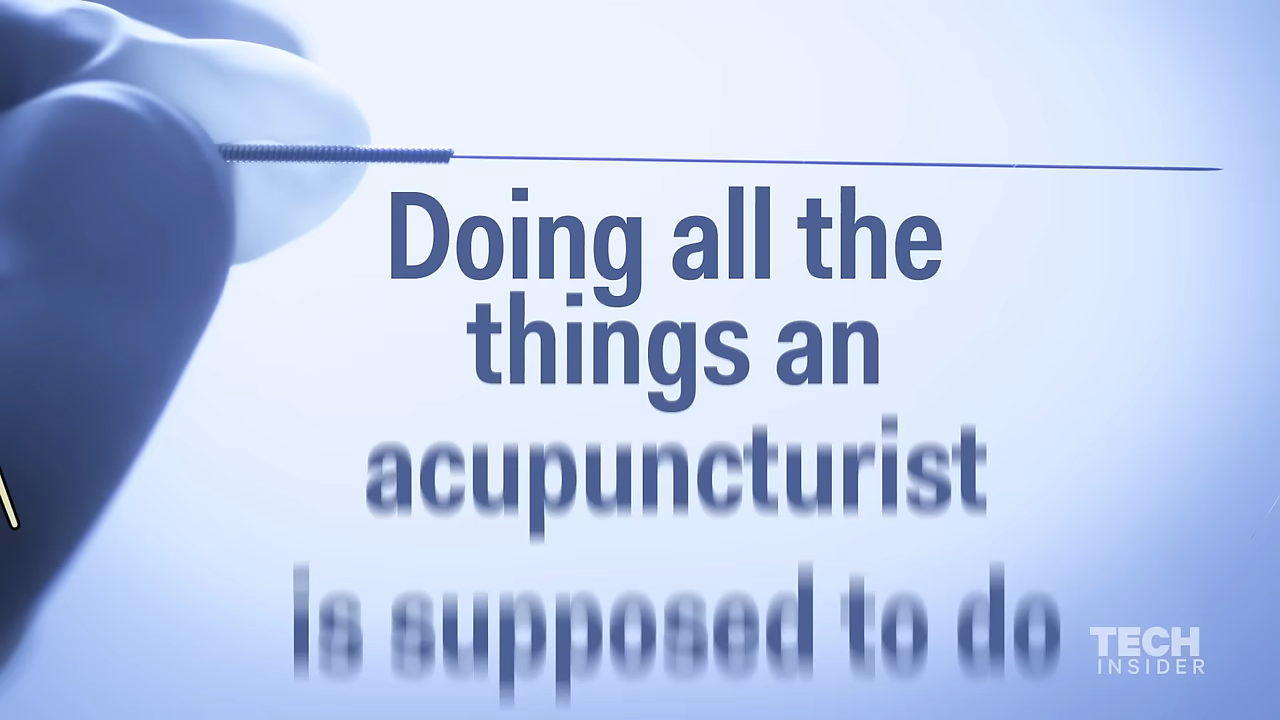 Doing all the
things an
acupuncturist
is supposed to do
TECH
INSIDER